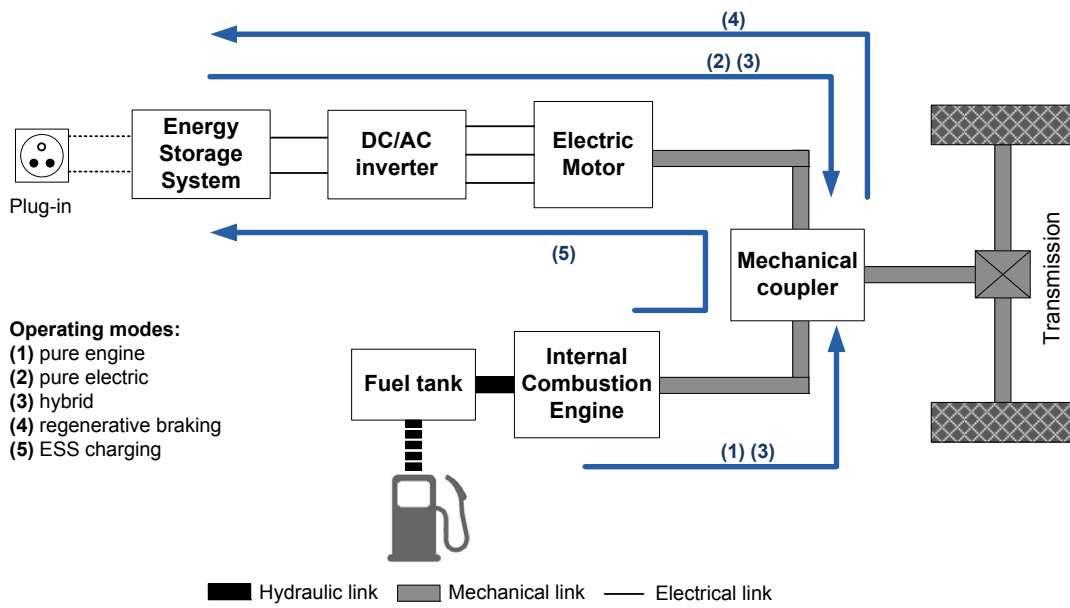 (4)
(2) (3)
Energy
Storage
System
DC/AC
inverter
Electric
Motor
Plug-in
(5)
Mechanical
coupler
Transmission
Operating modes:
(1) pure engine
(2) pure electric
(3) hybrid
(4) regenerative braking
(5) ESS charging
Fuel tank
Internal
Combustion
Engine
(1) (3)
Hydraulic link
Mechanical link
Electrical link